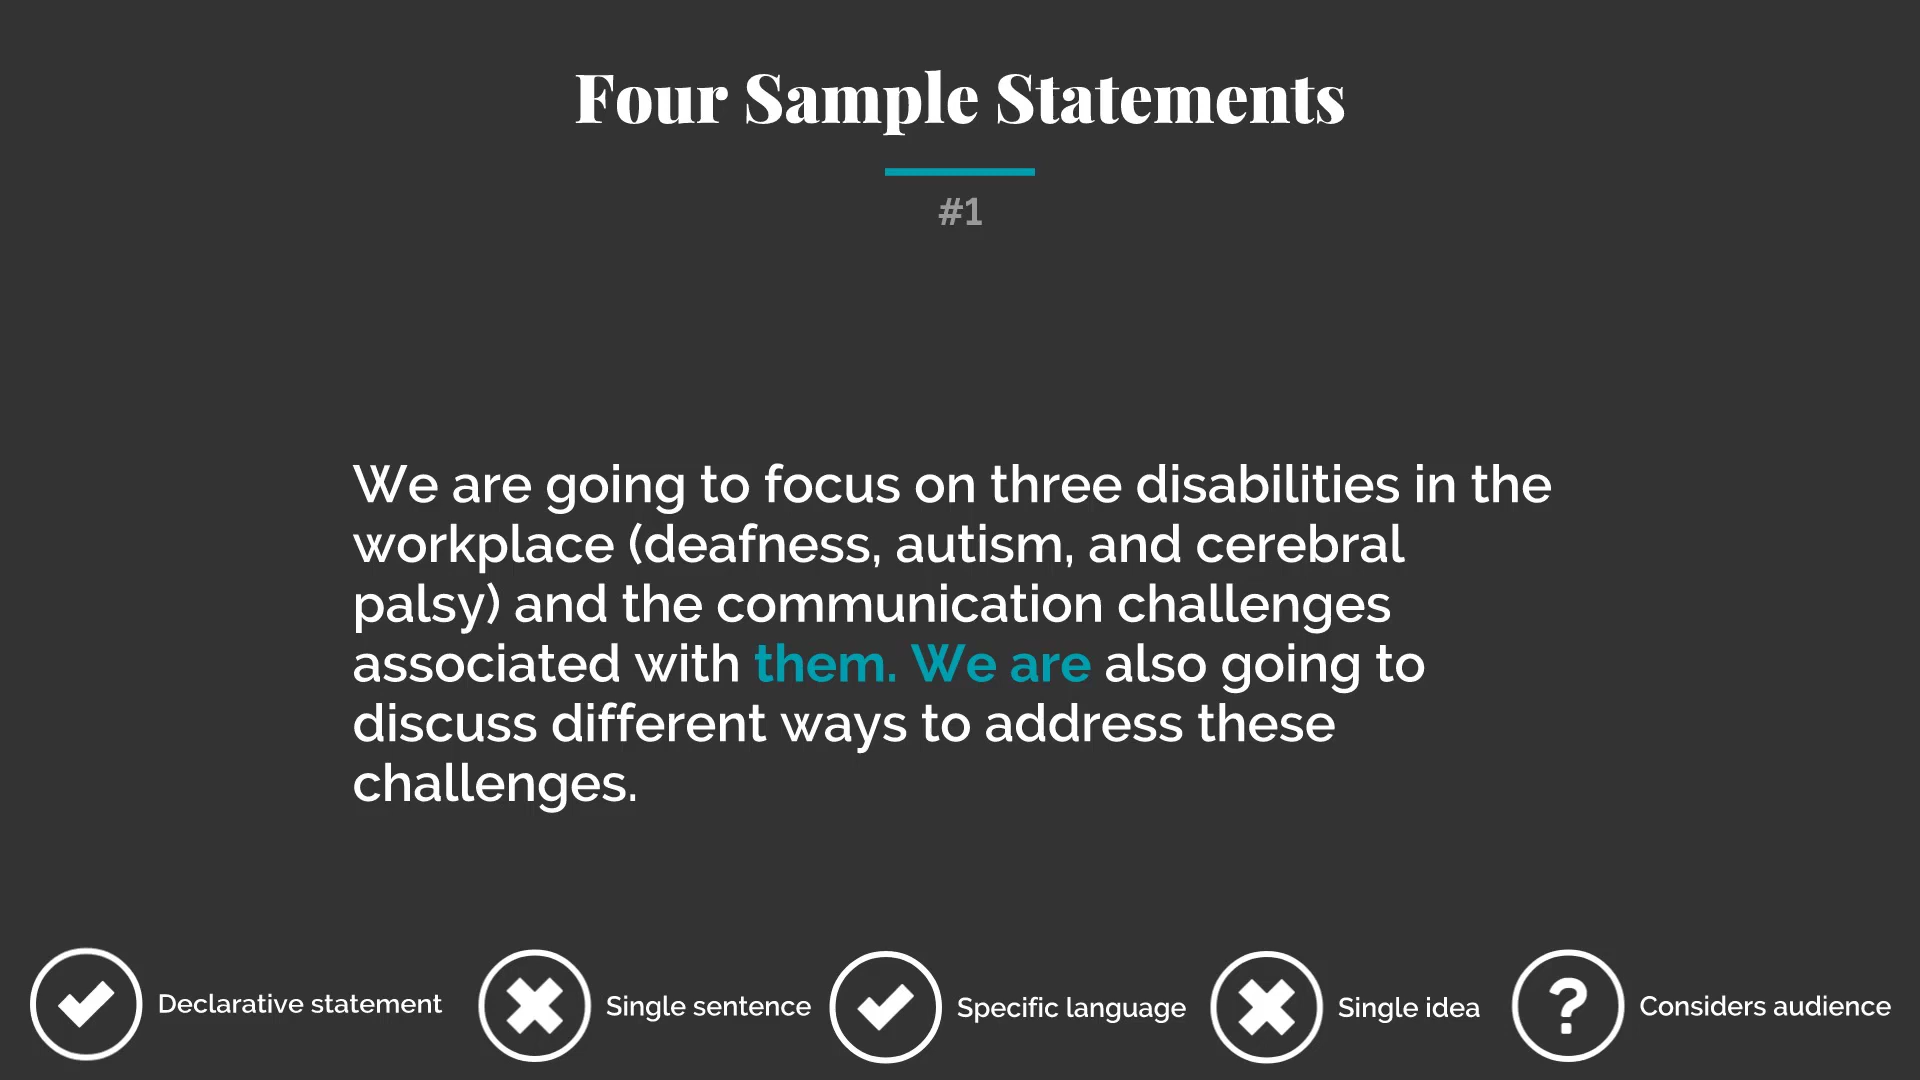 Four Sample Statements
#1
We are going to focus on three disabilities in the
workplace (deafness, autism, and cerebral
palsy) and the communication challenges
associated with them. We are also going to
discuss different ways to address these
challenges.
Declarative statement
Single sentence
Specific language
Single idea
Considers audience